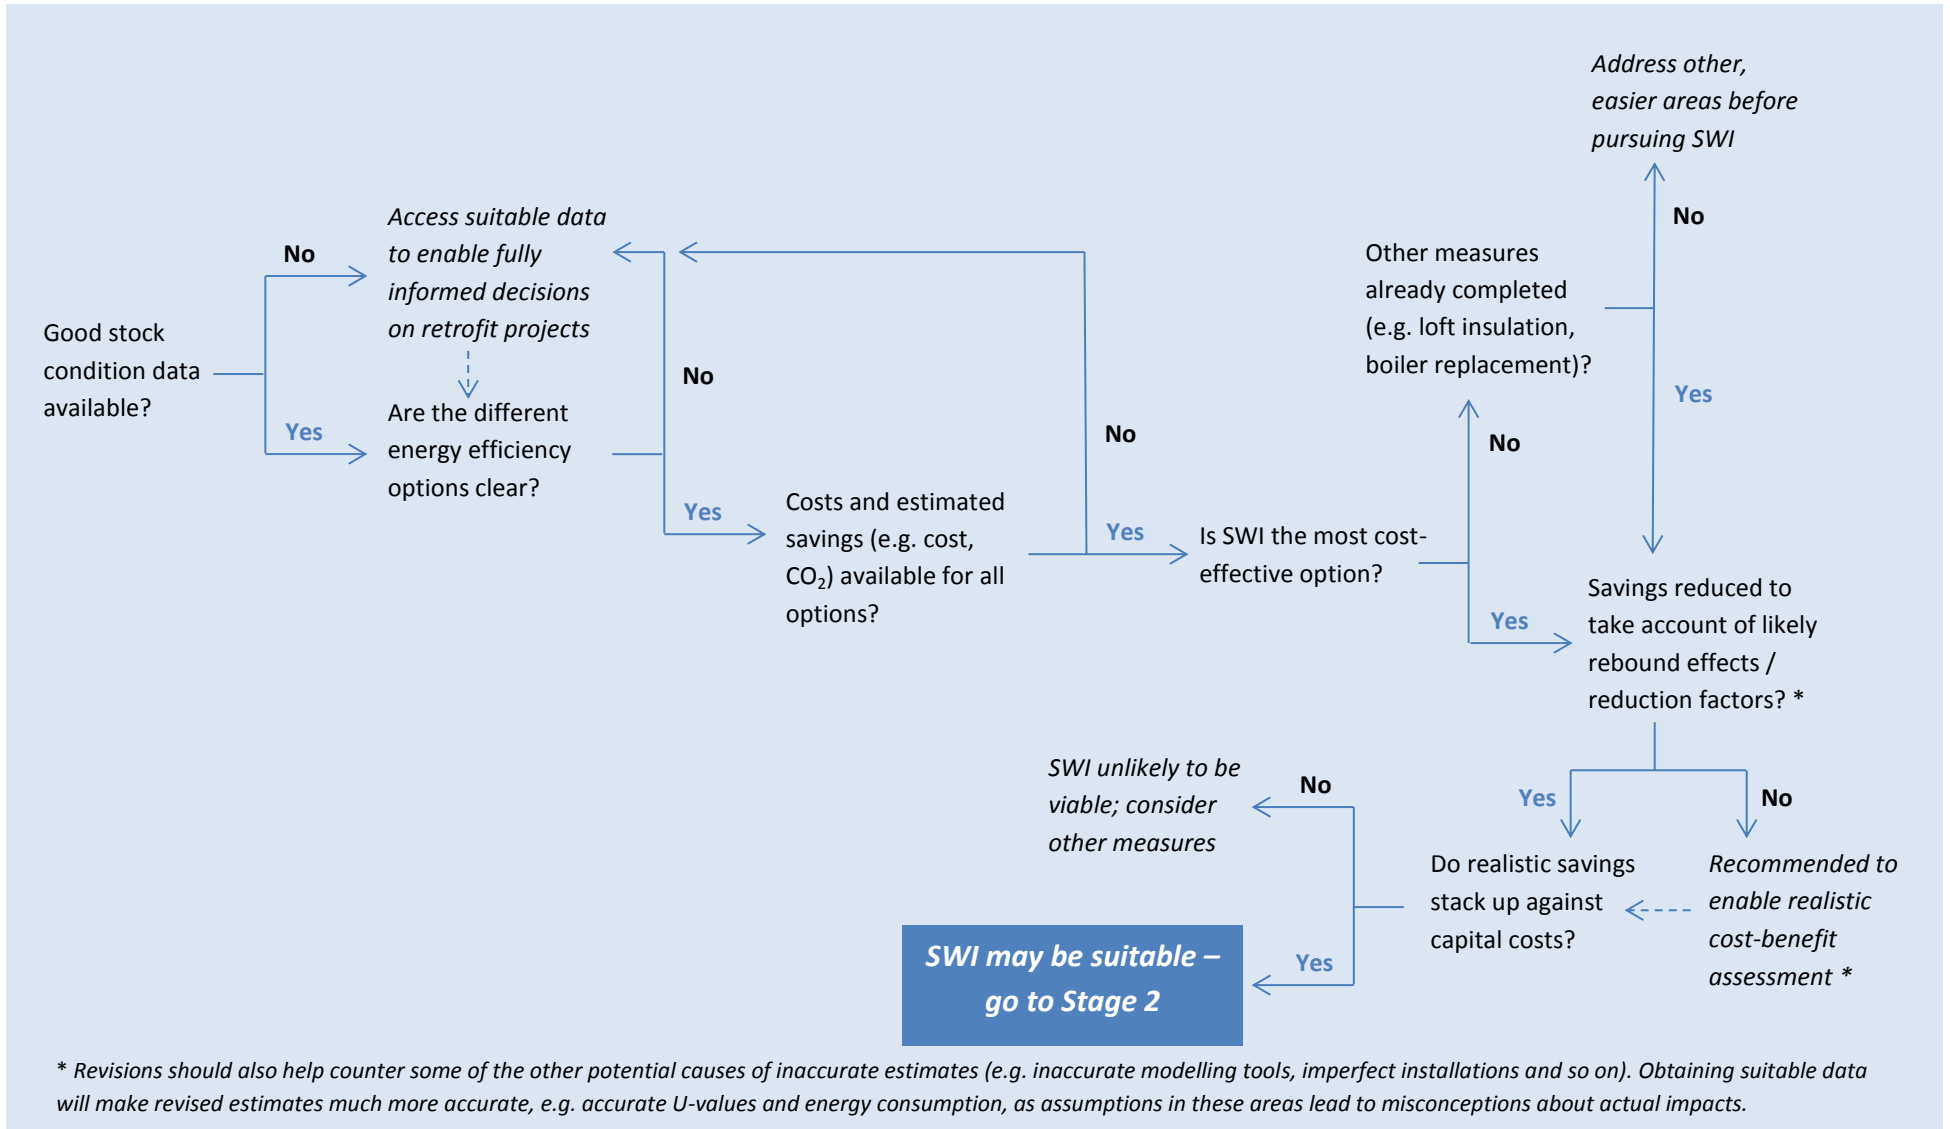 Good stock
condition data
available?
No
Yes
Access suitable data
to enable fully
informed decisions
on retrofit projects
Are the different
energy efficiency
options clear?
No
Yes
Costs and estimated
savings (e.g. cost,
CO₂) available for all
options?
No
Yes
Is SWI the most cost-
effective option?
No
Yes
Other measures
already completed
(e.g. loft insulation,
boiler replacement)?
No
Yes
Address other,
easier areas before
pursuing SWI
Savings reduced to
take account of likely
rebound effects /
reduction factors? *
Yes
No
Do realistic savings
stack up against
capital costs?
Recommended to
enable realistic
cost-benefit
assessment *
No
Yes
SWI unlikely to be
viable; consider
other measures
SWI may be suitable –
go to Stage 2
* Revisions should also help counter some of the other potential causes of inaccurate estimates (e.g. inaccurate modelling tools, imperfect installations and so on). Obtaining suitable data
will make revised estimates much more accurate, e.g. accurate U-values and energy consumption, as assumptions in these areas lead to misconceptions about actual impacts.